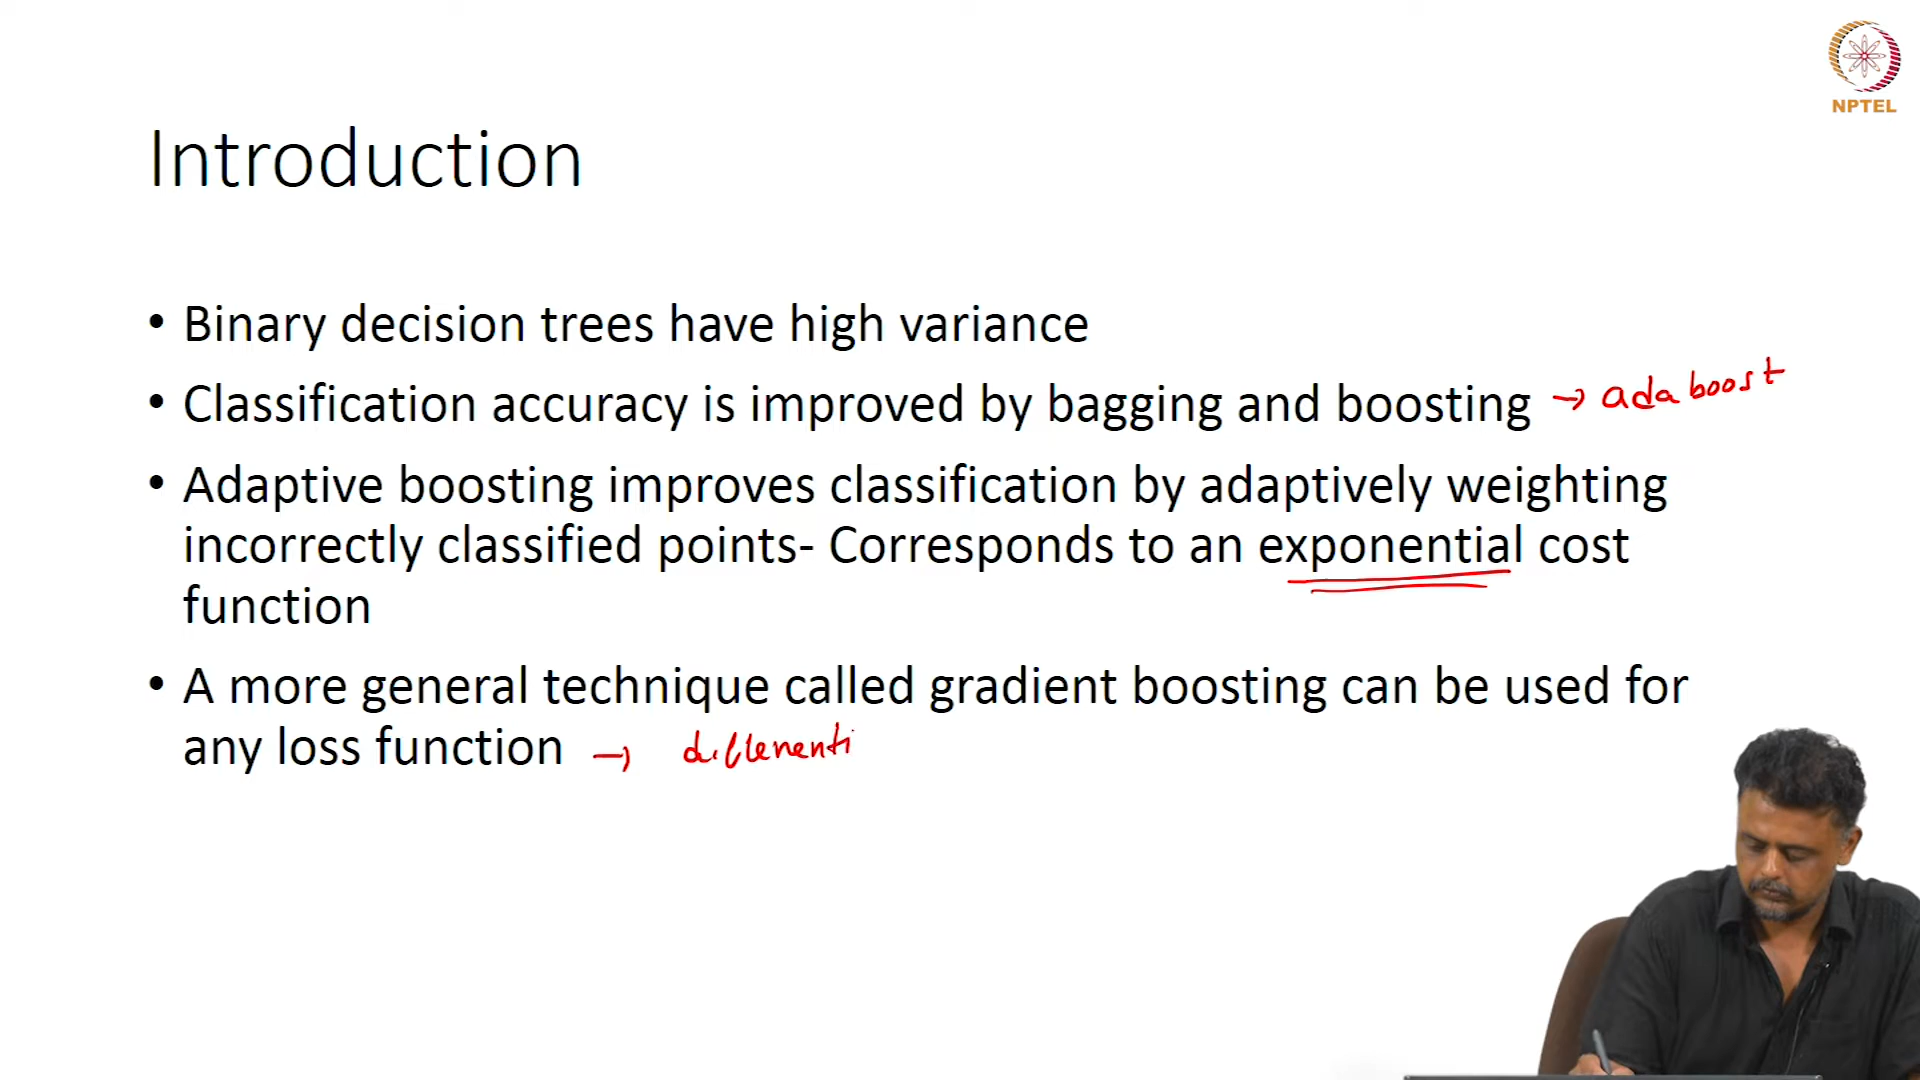 NPTEL
Introduction
• Binary decision trees have high variance
• Classification accuracy is improved by bagging and boosting → adaboost
• Adaptive boosting improves classification by adaptively weighting
incorrectly classified points- Corresponds to an exponential cost
function
• A more general technique called gradient boosting can be used for
any loss function → differenti